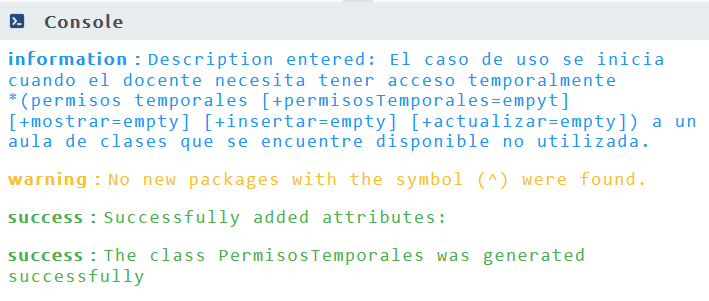 Console
information : Description entered: El caso de uso se inicia
cuando el docente necesita tener acceso temporalmente
*(permisos temporales [+permisosTemporales=empyt]
[+mostrar=empty] [+insertar=empty] [+actualizar=empty]) a un
aula de clases que se encuentre disponible no utilizada.
warning : No new packages with the symbol (^) were found.
success : Successfully added attributes:
success : The class PermisosTemporales was generated
successfully